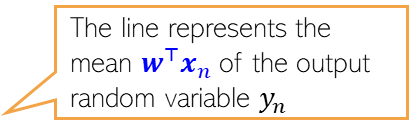 The line represents the
mean 𝒘⊤𝒙ₙ of the output
random variable 𝑦ₙ